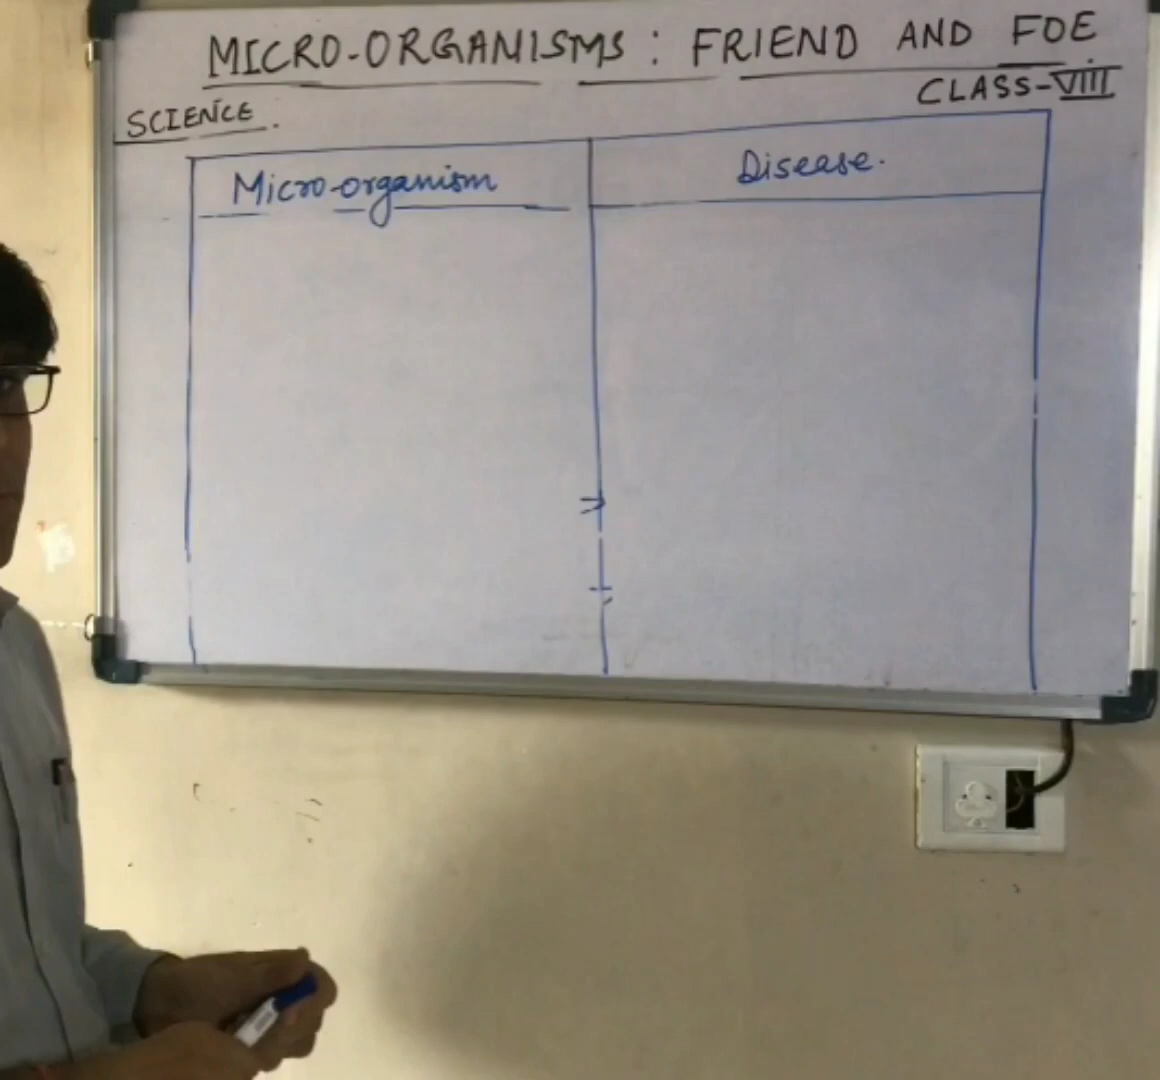 MICRO-ORGANISMS : FRIEND AND FOE
CLASS-VIII
SCIENCE.
Micro-organism
Disease.